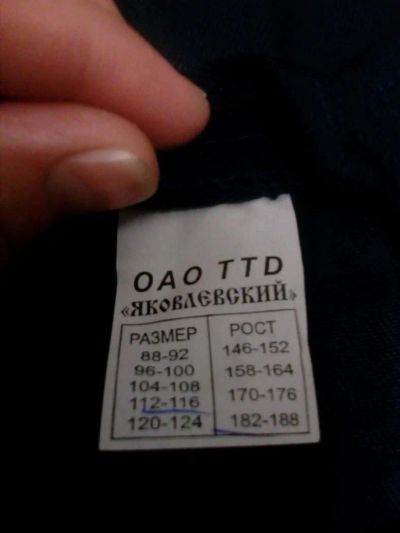 ОАО TTD
«ЯКОВЛЕВСКИЙ»
РАЗМЕР РОСТ
88-92 146-152
96-100 158-164
104-108
112-116 170-176
120-124 182-188